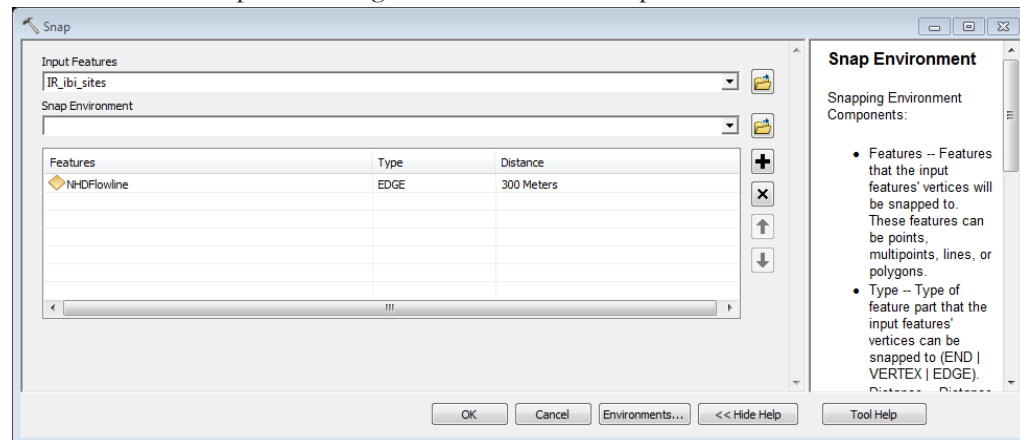 Snap
Input Features
IR_ibi_sites
Snap Environment
Features Type Distance
NHDFlowline EDGE 300 Meters
OK Cancel Environments... << Hide Help Tool Help
Snap Environment
Snapping Environment
Components:
• Features -- Features
that the input
features' vertices will
be snapped to.
These features can
be points,
multipoints, lines, or
polygons.
• Type -- Type of
feature part that the
input features'
vertices can be
snapped to (END |
VERTEX | EDGE).